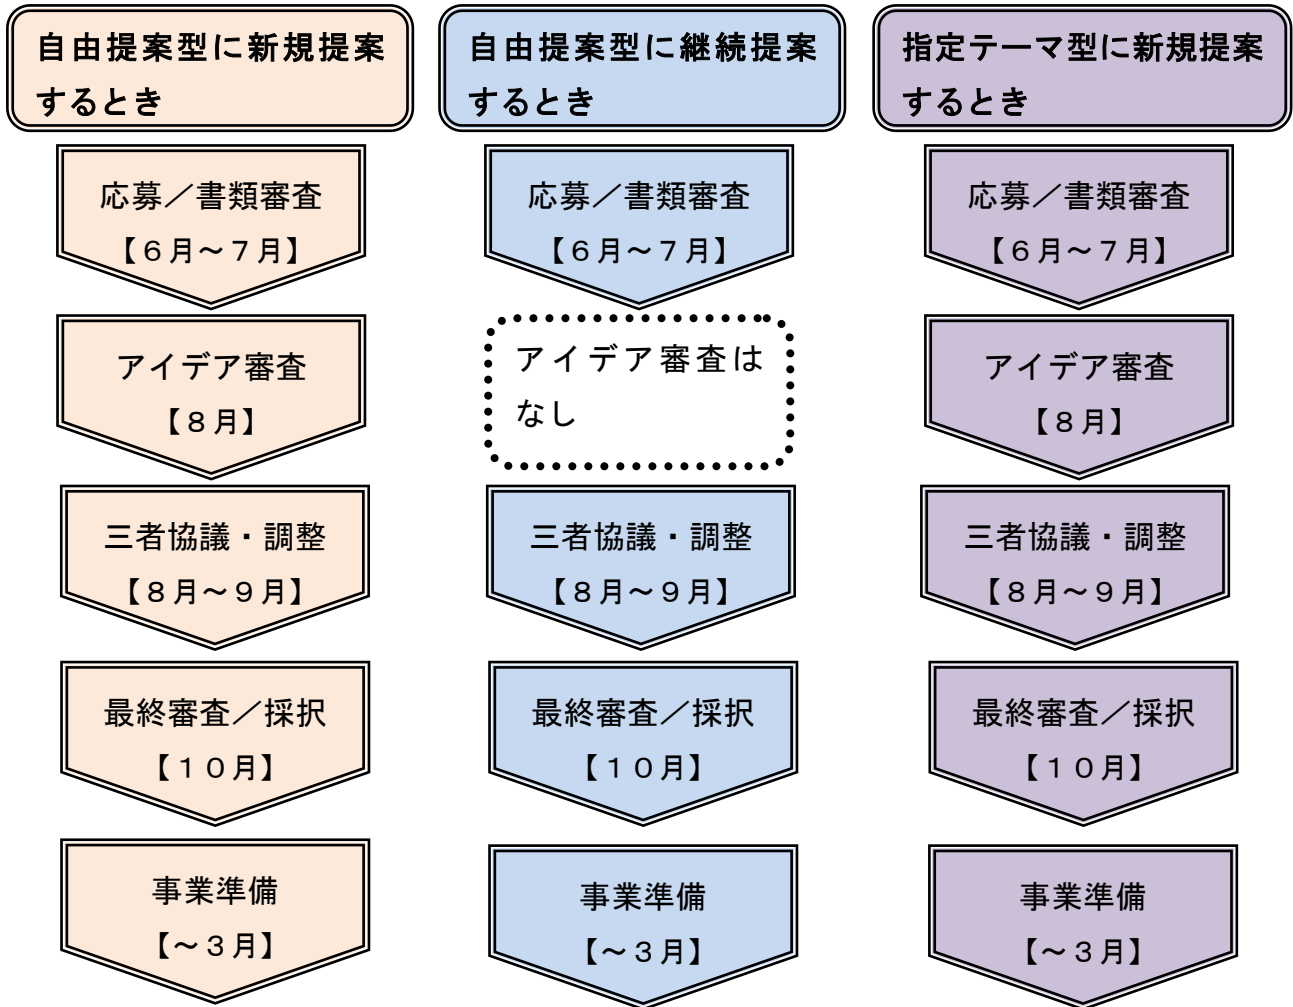 自由提案型に新規提案
するとき
応募／書類審査
【６月～７月】
アイデア審査
【８月】
三者協議・調整
【８月～９月】
最終審査／採択
【１０月】
事業準備
【～３月】
自由提案型に継続提案
するとき
応募／書類審査
【６月～７月】
アイデア審査は
なし
三者協議・調整
【８月～９月】
最終審査／採択
【１０月】
事業準備
【～３月】
指定テーマ型に新規提案
するとき
応募／書類審査
【６月～７月】
アイデア審査
【８月】
三者協議・調整
【８月～９月】
最終審査／採択
【１０月】
事業準備
【～３月】